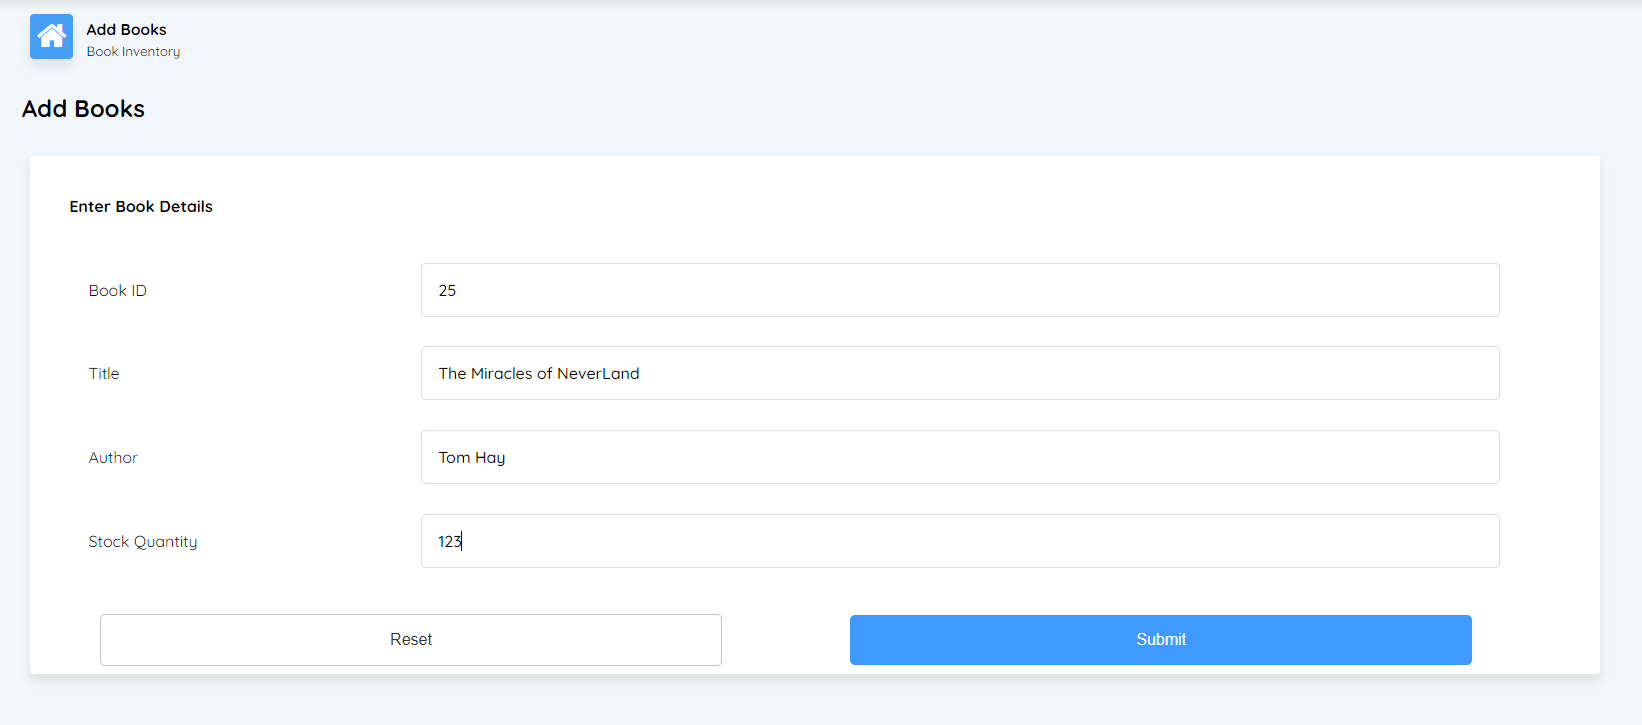 Add Books
Book Inventory
Add Books
Enter Book Details
Book ID
25
Title
The Miracles of NeverLand
Author
Tom Hay
Stock Quantity
123
Reset
Submit